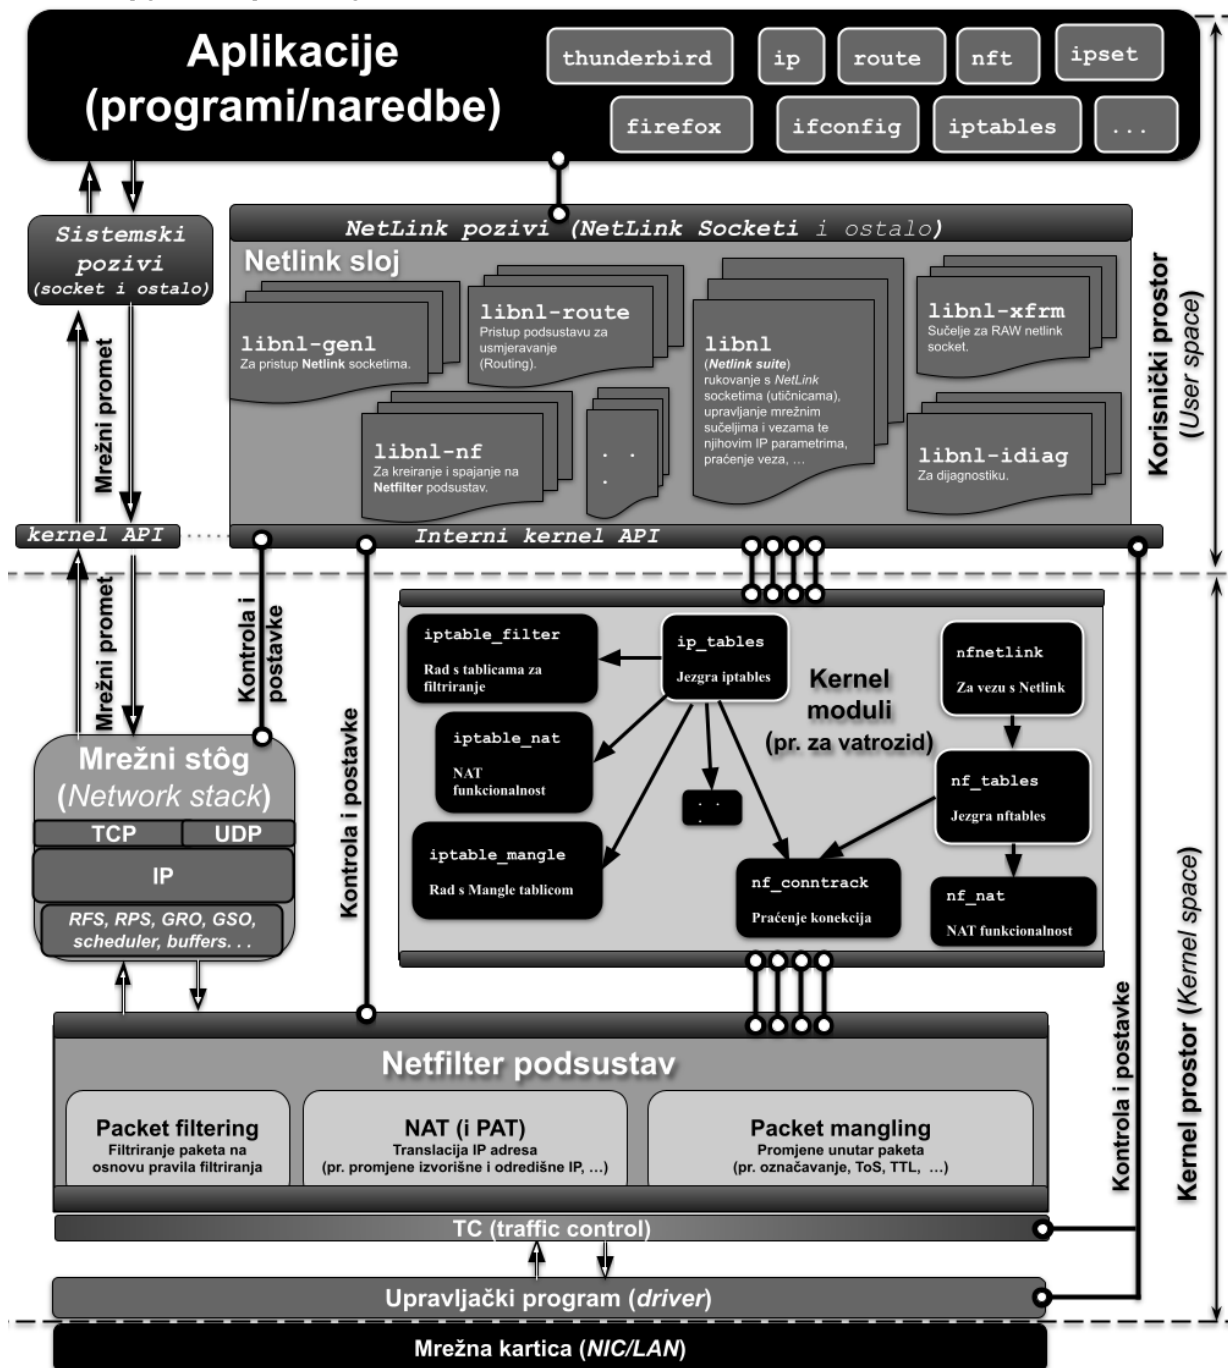 Aplikacije
(programi/naredbe)
thunderbird
ip
route
nft
ipset
firefox
ifconfig
iptables
...
Sistemski
pozivi
(socket i ostalo)
NetLink pozivi (NetLink Socketi i ostalo)
Netlink sloj
libnl-genl
Za pristup Netlink socketima.
libnl-route
Pristup podsustavu za
usmjeravanje
(Routing).
libnl
(Netlink suite)
rukovanje s NetLink
socketima (utičnicama),
upravljanje mrežnim
sučeljima i vezama te
njihovim IP parametrima,
praćenje veza, ...
libnl-xfrm
Sučelje za RAW netlink
socket.
libnl-nf
Za kreiranje i spajanje na
Netfilter podsustav.
. . .
libnl-idiag
Za dijagnostiku.
Mrežni promet
Korisnički prostor
(User space)
kernel API
Interni kernel API
Mrežni promet
Kontrola i
postavke
Kontrola i postavke
iptable_filter
Rad s tablicama za
filtriranje
ip_tables
Jezgra iptables
nfnetlink
Za vezu s Netlink
Kernel
moduli
(pr. za vatrozid)
iptable_nat
NAT
funkcionalnost
. . .
nf_tables
Jezgra nftables
iptable_mangle
Rad s Mangle tablicom
nf_conntrack
Praćenje konekcija
nf_nat
NAT funkcionalnost
Mrežni stôg
(Network stack)
TCP
UDP
IP
RFS, RPS, GRO, GSO,
scheduler, buffers. . .
Kontrola i postavke
Kernel prostor (Kernel space)
Netfilter podsustav
Packet filtering
Filtriranje paketa na
osnovu pravila filtriranja
NAT (i PAT)
Translacija IP adresa
(pr. promjene izvorišne i odredišne IP, ...)
Packet mangling
Promjene unutar paketa
(pr. označavanje, ToS, TTL, ...)
TC (traffic control)
Upravljački program (driver)
Mrežna kartica (NIC/LAN)